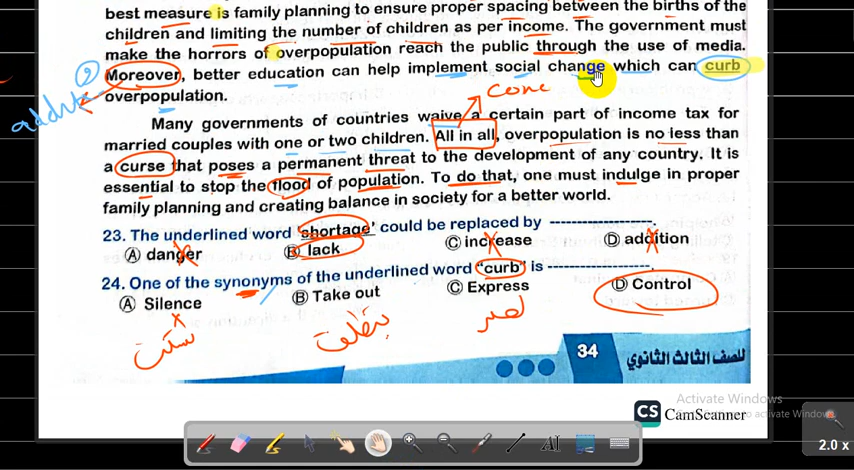 best measure is family planning to ensure proper spacing between the births of the
children and limiting the number of children as per income. The government must
make the horrors of overpopulation reach the public through the use of media.
Moreover, better education can help implement social change which can curb
overpopulation.
Conc
Many governments of countries waive a certain part of income tax for
married couples with one or two children. All in all, overpopulation is no less than
a curse that poses a permanent threat to the development of any country. It is
essential to stop the flood of population. To do that, one must indulge in proper
family planning and creating balance in society for a better world.
23. The underlined word 'shortage' could be replaced by --------------------.
A danger B lack C increase D addition
24. One of the synonyms of the underlined word "curb" is --------------------
A Silence B Take out C Express D Control
34 للصف الثالث الثانوي
Activate Windows
CS CamScanner
2.0 x